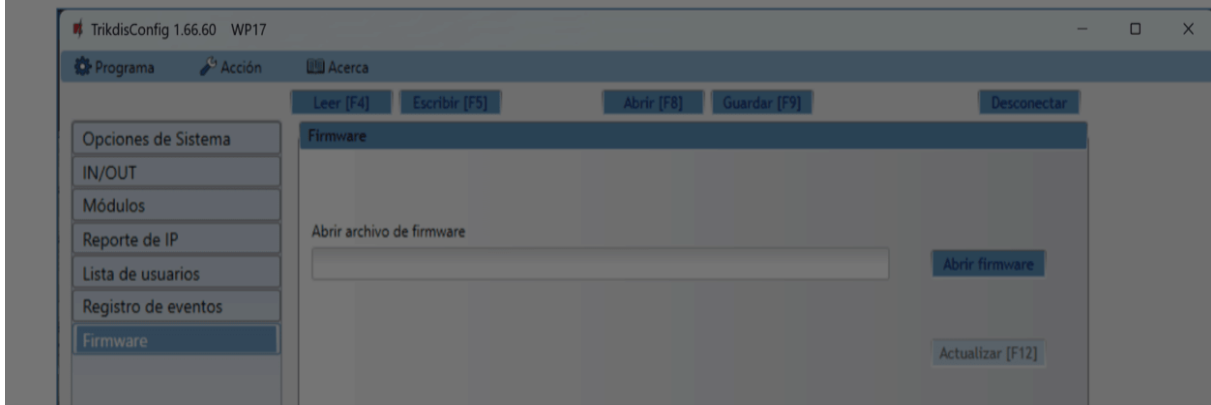 TrikdisConfig 1.66.60 WP17
Programa Acción Acerca
Leer [F4] Escribir [F5] Abrir [F8] Guardar [F9] Desconectar
Opciones de Sistema
IN/OUT
Módulos
Reporte de IP
Lista de usuarios
Registro de eventos
Firmware
Firmware
Abrir archivo de firmware
Abrir firmware
Actualizar [F12]